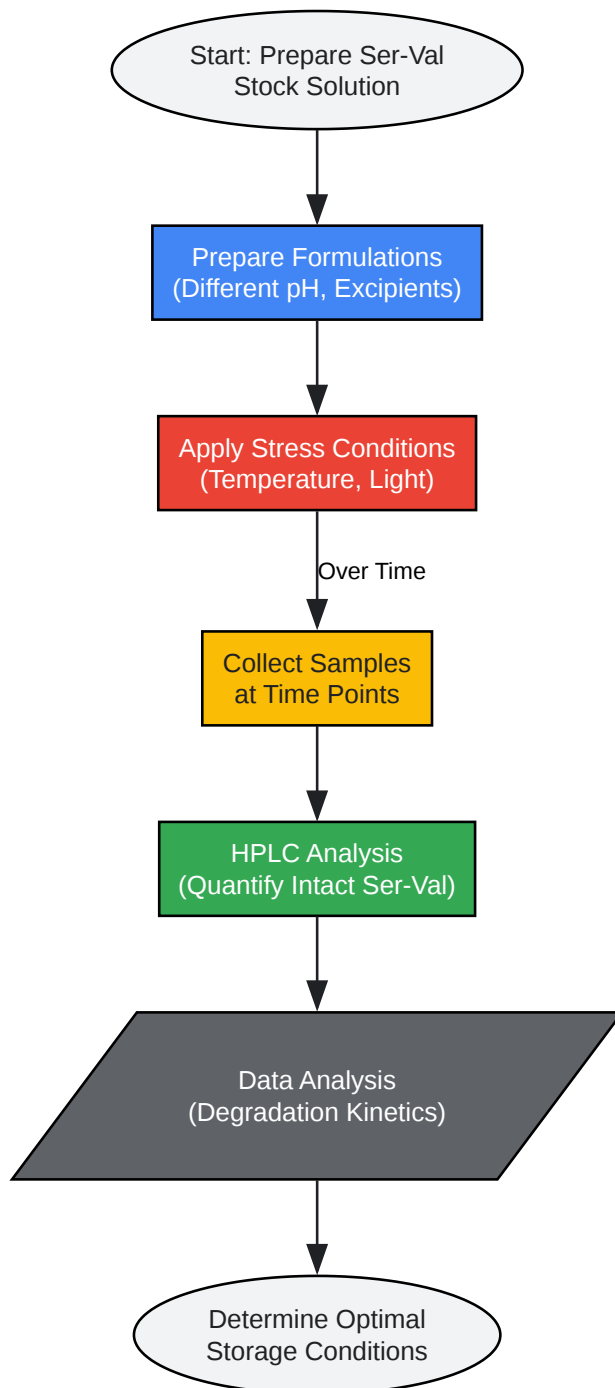 Start: Prepare Ser-Val
Stock Solution
Prepare Formulations
(Different pH, Excipients)
Apply Stress Conditions
(Temperature, Light)
Over Time
Collect Samples
at Time Points
HPLC Analysis
(Quantify Intact Ser-Val)
Data Analysis
(Degradation Kinetics)
Determine Optimal
Storage Conditions